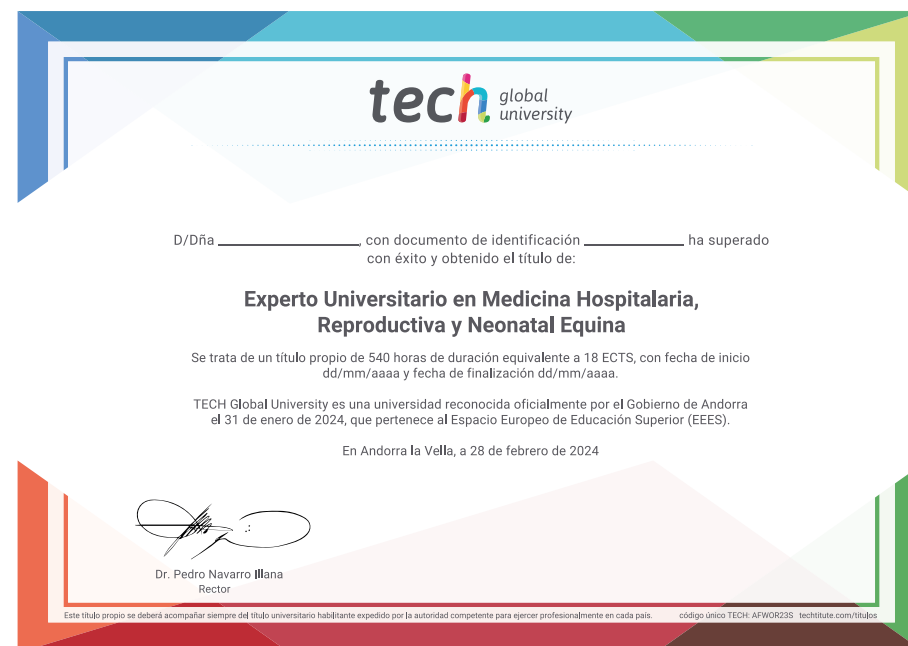 tech global university
D/Dña ____________________, con documento de identificación ______________ ha superado
con éxito y obtenido el título de:
Experto Universitario en Medicina Hospitalaria,
Reproductiva y Neonatal Equina
Se trata de un título propio de 540 horas de duración equivalente a 18 ECTS, con fecha de inicio
dd/mm/aaaa y fecha de finalización dd/mm/aaaa.
TECH Global University es una universidad reconocida oficialmente por el Gobierno de Andorra
el 31 de enero de 2024, que pertenece al Espacio Europeo de Educación Superior (EEES).
En Andorra la Vella, a 28 de febrero de 2024
Dr. Pedro Navarro Illana
Rector
Este título propio se deberá acompañar siempre del título universitario habilitante expedido por la autoridad competente para ejercer profesionalmente en cada país. código único TECH: AFWOR23S techtitute.com/titulos